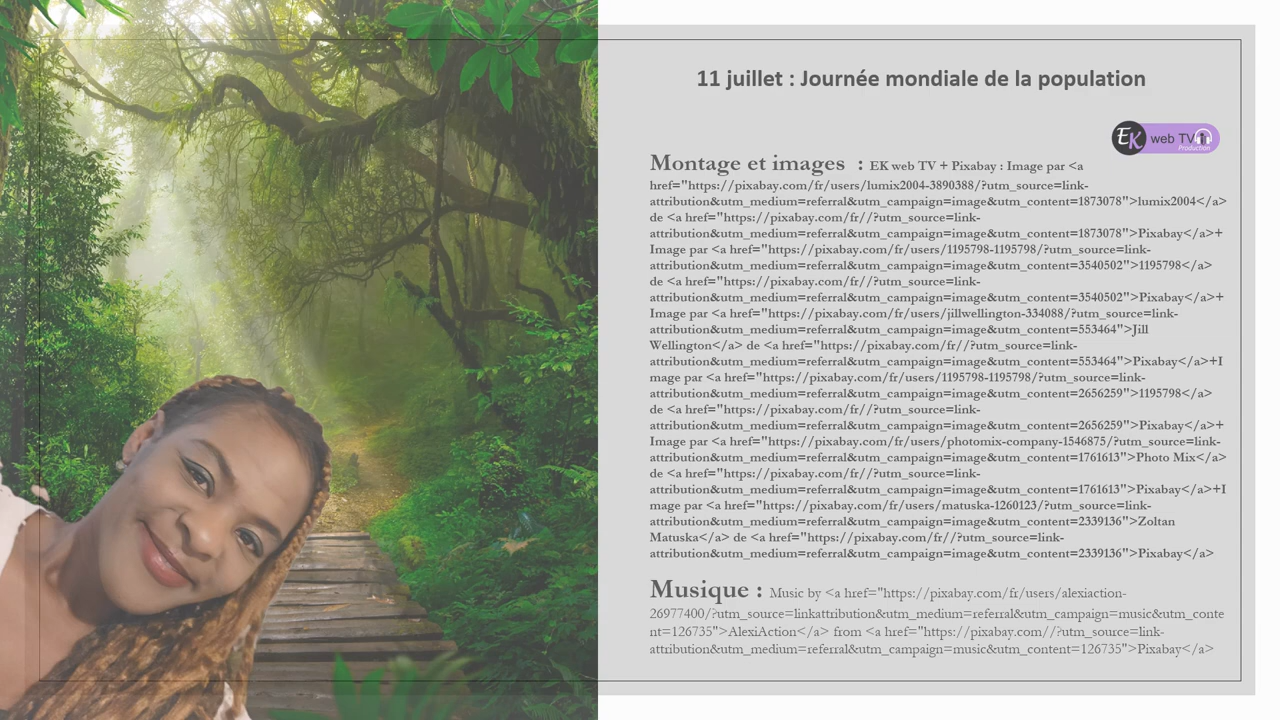 11 juillet : Journée mondiale de la population
EK web TV
Production
Montage et images : EK web TV + Pixabay : Image par <a
href="https://pixabay.com/fr/users/lumix2004-3890388/?utm_source=link-
attribution&utm_medium=referral&utm_campaign=image&utm_content=1873078">lumix2004</a>
de <a href="https://pixabay.com/fr//?utm_source=link-
attribution&utm_medium=referral&utm_campaign=image&utm_content=1873078">Pixabay</a>+
Image par <a href="https://pixabay.com/fr/users/1195798-1195798/?utm_source=link-
attribution&utm_medium=referral&utm_campaign=image&utm_content=3540502">1195798</a>
de <a href="https://pixabay.com/fr//?utm_source=link-
attribution&utm_medium=referral&utm_campaign=image&utm_content=3540502">Pixabay</a>+
Image par <a href="https://pixabay.com/fr/users/jillwellington-334088/?utm_source=link-
attribution&utm_medium=referral&utm_campaign=image&utm_content=553464">Jill
Wellington</a> de <a href="https://pixabay.com/fr//?utm_source=link-
attribution&utm_medium=referral&utm_campaign=image&utm_content=553464">Pixabay</a>+I
mage par <a href="https://pixabay.com/fr/users/1195798-1195798/?utm_source=link-
attribution&utm_medium=referral&utm_campaign=image&utm_content=2656259">1195798</a>
de <a href="https://pixabay.com/fr//?utm_source=link-
attribution&utm_medium=referral&utm_campaign=image&utm_content=2656259">Pixabay</a>+
Image par <a href="https://pixabay.com/fr/users/photomix-company-1546875/?utm_source=link-
attribution&utm_medium=referral&utm_campaign=image&utm_content=1761613">Photo Mix</a>
de <a href="https://pixabay.com/fr//?utm_source=link-
attribution&utm_medium=referral&utm_campaign=image&utm_content=1761613">Pixabay</a>+I
mage par <a href="https://pixabay.com/fr/users/matuska-1260123/?utm_source=link-
attribution&utm_medium=referral&utm_campaign=image&utm_content=2339136">Zoltan
Matuska</a> de <a href="https://pixabay.com/fr//?utm_source=link-
attribution&utm_medium=referral&utm_campaign=image&utm_content=2339136">Pixabay</a>
Musique : Music by <a href="https://pixabay.com/fr/users/alexiaction-
26977400/?utm_source=linkattribution&utm_medium=referral&utm_campaign=music&utm_conte
nt=126735">AlexiAction</a> from <a href="https://pixabay.com//?utm_source=link-
attribution&utm_medium=referral&utm_campaign=music&utm_content=126735">Pixabay</a>